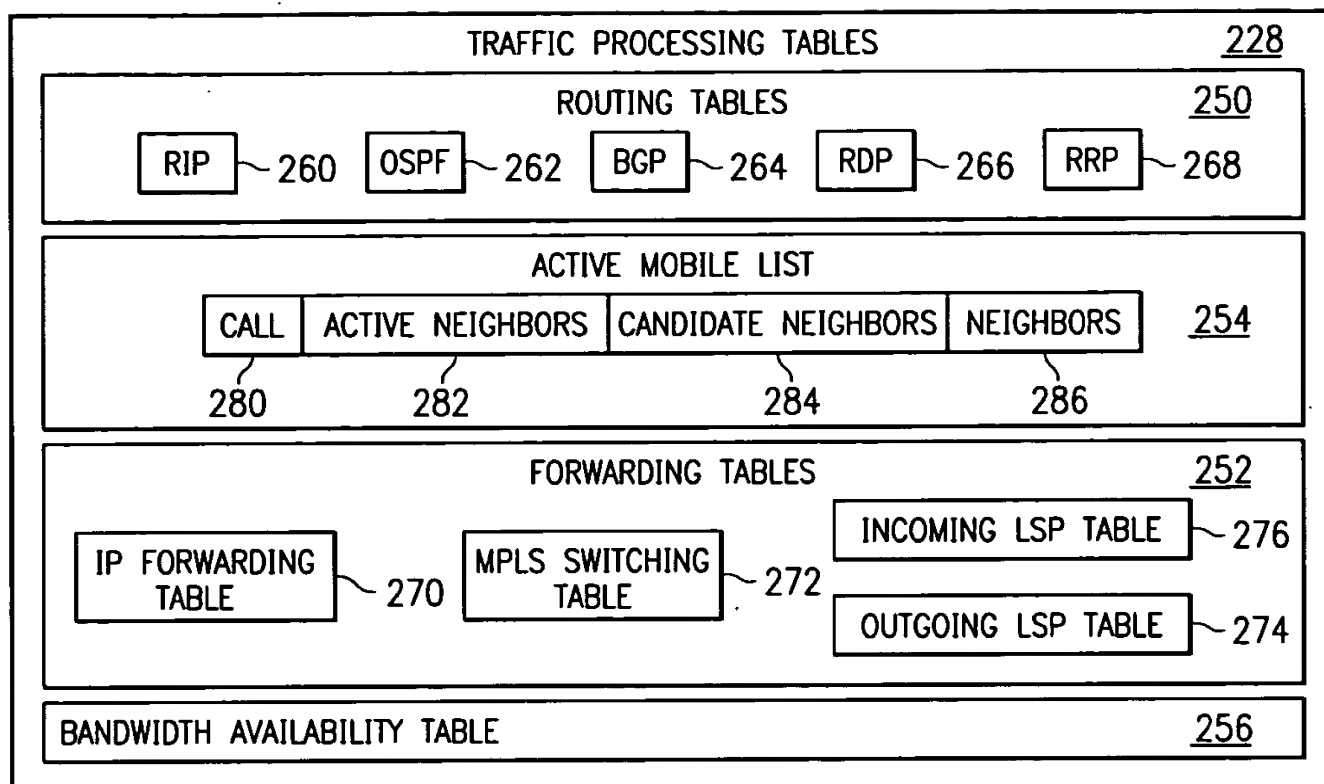 TRAFFIC PROCESSING TABLES 228
ROUTING TABLES 250
RIP 260 OSPF 262 BGP 264 RDP 266 RRP 268
ACTIVE MOBILE LIST
CALL ACTIVE NEIGHBORS CANDIDATE NEIGHBORS NEIGHBORS 254
280 282 284 286
FORWARDING TABLES 252
IP FORWARDING
TABLE 270
MPLS SWITCHING
TABLE 272
INCOMING LSP TABLE 276
OUTGOING LSP TABLE 274
BANDWIDTH AVAILABILITY TABLE 256